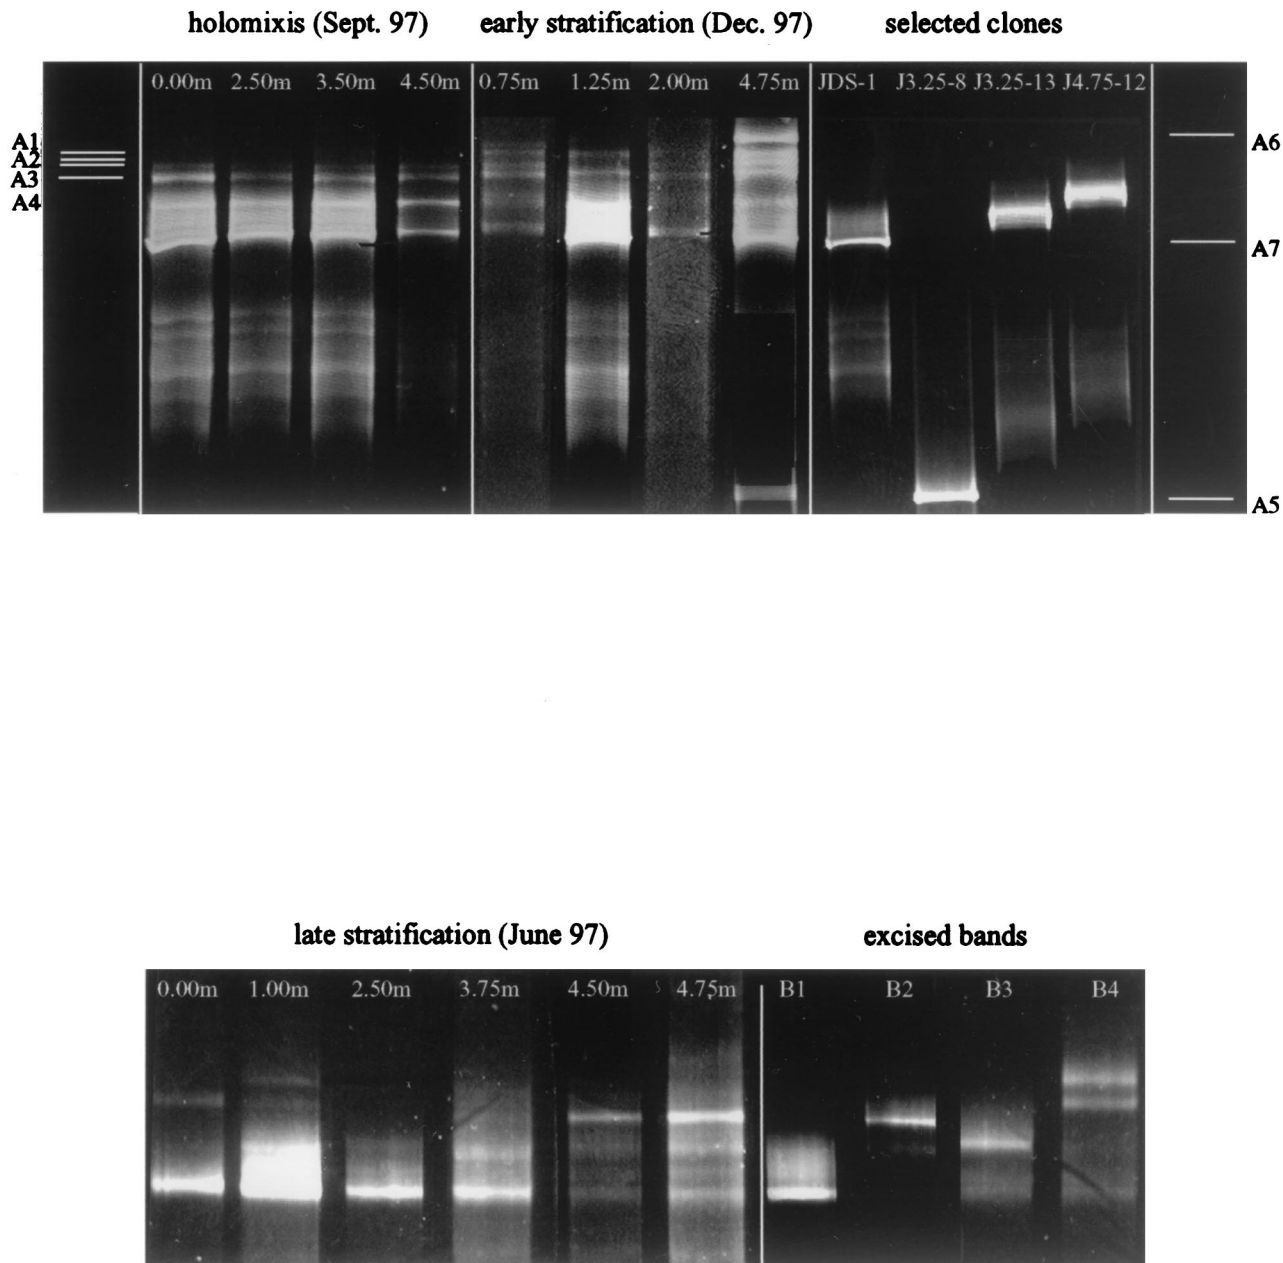 holomixis (Sept. 97) early stratification (Dec. 97) selected clones
0.00m 2.50m 3.50m 4.50m 0.75m 1.25m 2.00m 4.75m JDS-1 J3.25-8 J3.25-13 J4.75-12
A1 A6
A2
A3
A4
A7
A5
late stratification (June 97) excised bands
0.00m 1.00m 2.50m 3.75m 4.50m 4.75m B1 B2 B3 B4